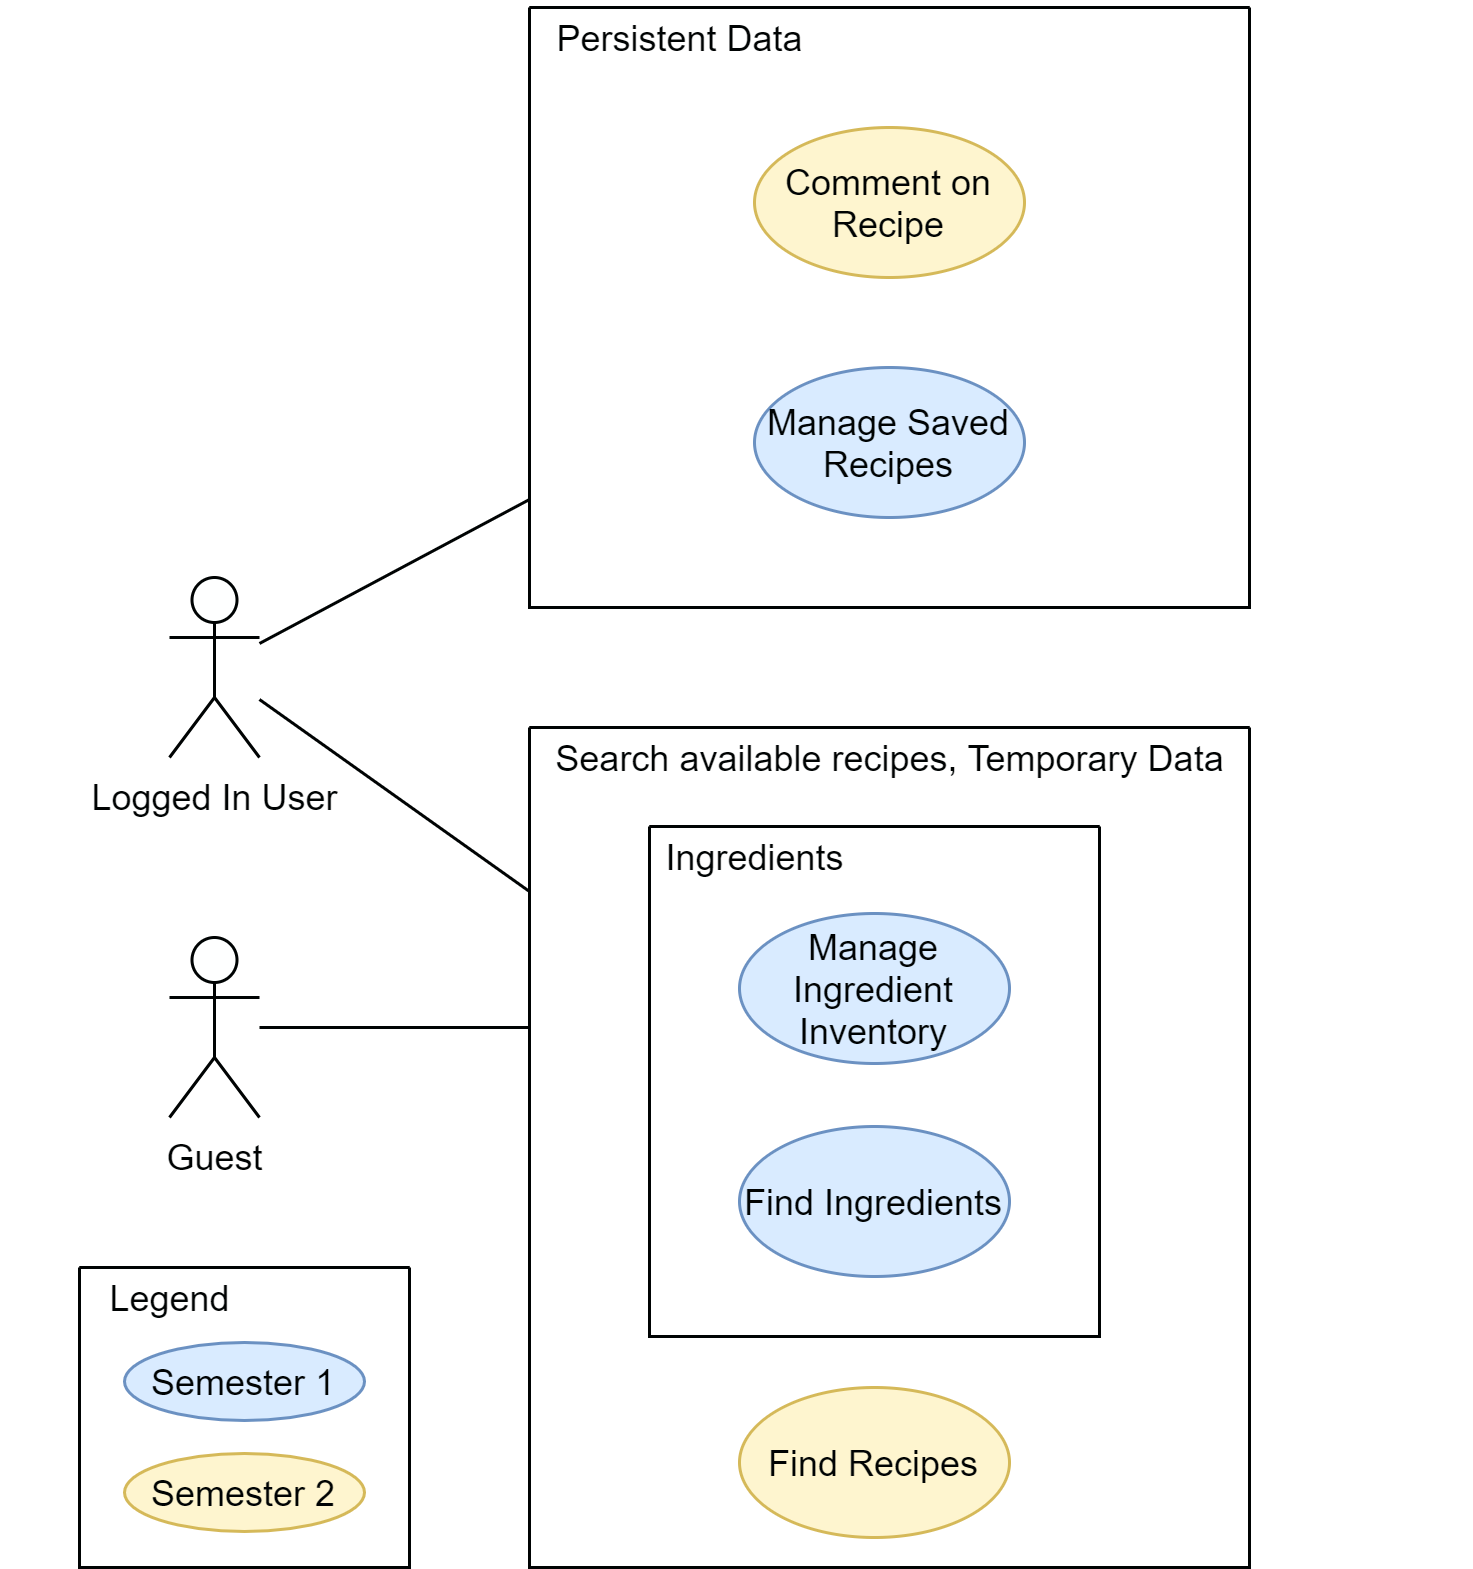 Persistent Data
Comment on
Recipe
Manage Saved
Recipes
Logged In User
Search available recipes, Temporary Data
Ingredients
Manage
Ingredient
Inventory
Find Ingredients
Guest
Legend
Semester 1
Semester 2
Find Recipes